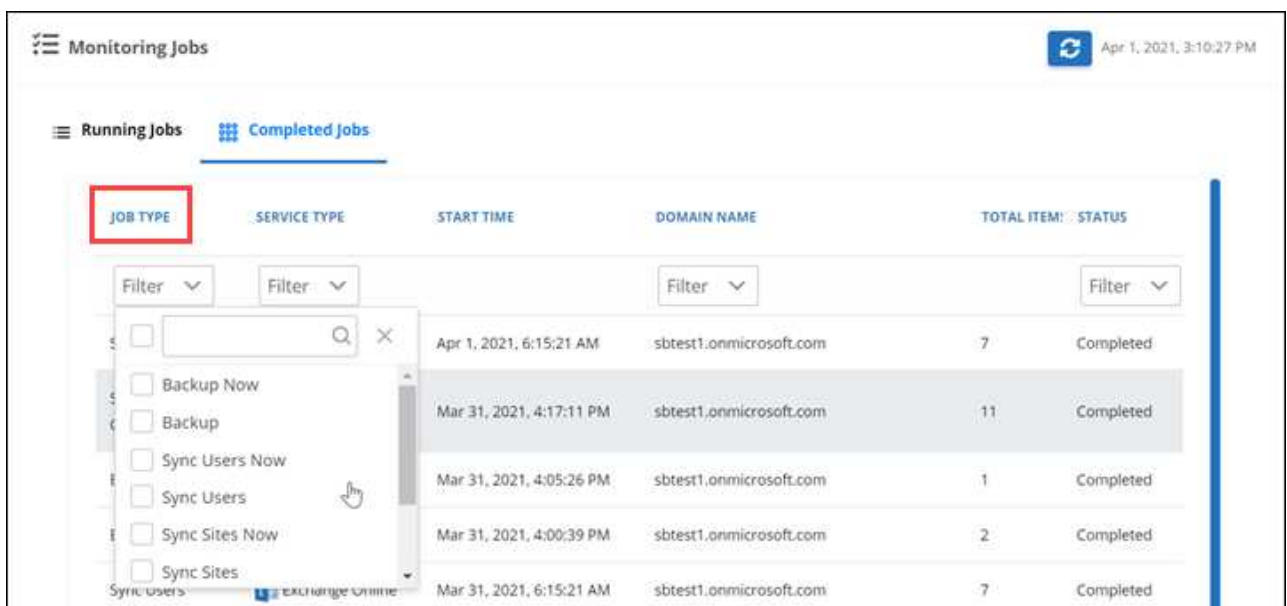 Monitoring Jobs
Apr 1, 2021, 3:10:27 PM
Running Jobs
Completed Jobs
JOB TYPE SERVICE TYPE START TIME DOMAIN NAME TOTAL ITEM: STATUS
Filter Filter Filter Filter
Apr 1, 2021, 6:15:21 AM sbtest1.onmicrosoft.com 7 Completed
Backup Now
Backup
Mar 31, 2021, 4:17:11 PM sbtest1.onmicrosoft.com 11 Completed
Sync Users Now
Sync Users
Mar 31, 2021, 4:05:26 PM sbtest1.onmicrosoft.com 1 Completed
Sync Sites Now
Mar 31, 2021, 4:00:39 PM sbtest1.onmicrosoft.com 2 Completed
Sync Sites
Sync Users Exchange Online Mar 31, 2021, 6:15:21 AM sbtest1.onmicrosoft.com 7 Completed